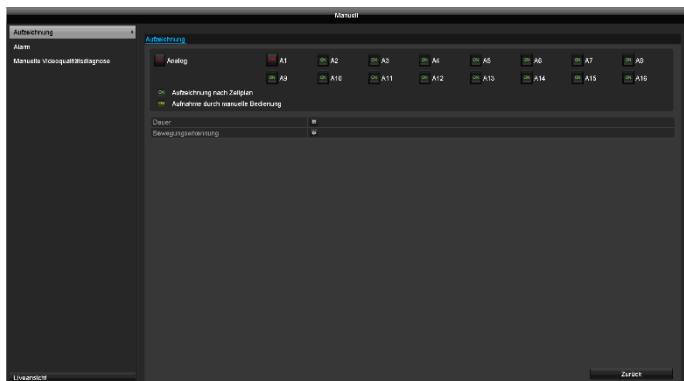 Manuell
Aufzeichnung
Alarm
Manuelle Videoqualitätsdiagnose
Aufzeichnung
Analog A1 A2 A3 A4 A5 A6 A7 A8
A9 A10 A11 A12 A13 A14 A15 A16
ON Aufzeichnung nach Zeitplan
Aufnahme durch manuelle Bedienung
Dauer
Bewegungserkennung
Liveansicht
Zurück